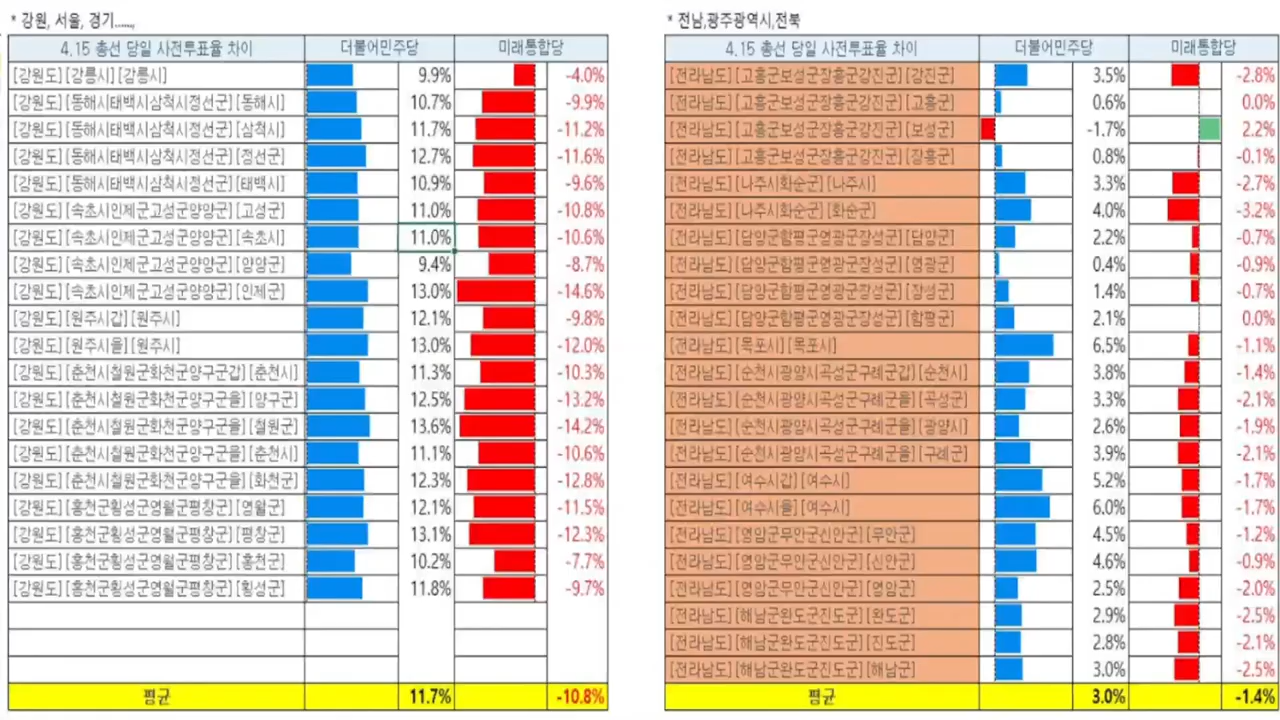 * 강원, 서울, 경기......,
4.15 총선 당일 사전투표율 차이 더불어민주당 미래통합당
[강원도][강릉시][강릉시] 9.9% -4.0%
[강원도][동해시태백시삼척시정선군][동해시] 10.7% -9.9%
[강원도][동해시태백시삼척시정선군][삼척시] 11.7% -11.2%
[강원도][동해시태백시삼척시정선군][정선군] 12.7% -11.6%
[강원도][동해시태백시삼척시정선군][태백시] 10.9% -9.6%
[강원도][속초시인제군고성군양양군][고성군] 11.0% -10.8%
[강원도][속초시인제군고성군양양군][속초시] 11.0% -10.6%
[강원도][속초시인제군고성군양양군][양양군] 9.4% -8.7%
[강원도][속초시인제군고성군양양군][인제군] 13.0% -14.6%
[강원도][원주시갑][원주시] 12.1% -9.8%
[강원도][원주시을][원주시] 13.0% -12.0%
[강원도][춘천시철원군화천군양구군갑][춘천시] 11.3% -10.3%
[강원도][춘천시철원군화천군양구군을][양구군] 12.5% -13.2%
[강원도][춘천시철원군화천군양구군을][철원군] 13.6% -14.2%
[강원도][춘천시철원군화천군양구군을][춘천시] 11.1% -10.6%
[강원도][춘천시철원군화천군양구군을][화천군] 12.3% -12.8%
[강원도][홍천군횡성군영월군평창군][영월군] 12.1% -11.5%
[강원도][홍천군횡성군영월군평창군][평창군] 13.1% -12.3%
[강원도][홍천군횡성군영월군평창군][홍천군] 10.2% -7.7%
[강원도][홍천군횡성군영월군평창군][횡성군] 11.8% -9.7%
평균 11.7% -10.8%
* 전남,광주광역시,전북
4.15 총선 당일 사전투표율 차이 더불어민주당 미래통합당
[전라남도][고흥군보성군장흥군강진군][강진군] 3.5% -2.8%
[전라남도][고흥군보성군장흥군강진군][고흥군] 0.6% 0.0%
[전라남도][고흥군보성군장흥군강진군][보성군] -1.7% 2.2%
[전라남도][고흥군보성군장흥군강진군][장흥군] 0.8% -0.1%
[전라남도][나주시화순군][나주시] 3.3% -2.7%
[전라남도][나주시화순군][화순군] 4.0% -3.2%
[전라남도][담양군함평군영광군장성군][담양군] 2.2% -0.7%
[전라남도][담양군함평군영광군장성군][영광군] 0.4% -0.9%
[전라남도][담양군함평군영광군장성군][장성군] 1.4% -0.7%
[전라남도][담양군함평군영광군장성군][함평군] 2.1% 0.0%
[전라남도][목포시][목포시] 6.5% -1.1%
[전라남도][순천시광양시곡성군구례군갑][순천시] 3.8% -1.4%
[전라남도][순천시광양시곡성군구례군을][곡성군] 3.3% -2.1%
[전라남도][순천시광양시곡성군구례군을][광양시] 2.6% -1.9%
[전라남도][순천시광양시곡성군구례군을][구례군] 3.9% -2.1%
[전라남도][여수시갑][여수시] 5.2% -1.7%
[전라남도][여수시을][여수시] 6.0% -1.7%
[전라남도][영암군무안군신안군][무안군] 4.5% -1.2%
[전라남도][영암군무안군신안군][신안군] 4.6% -0.9%
[전라남도][영암군무안군신안군][영암군] 2.5% -2.0%
[전라남도][해남군완도군진도군][완도군] 2.9% -2.5%
[전라남도][해남군완도군진도군][진도군] 2.8% -2.1%
[전라남도][해남군완도군진도군][해남군] 3.0% -2.5%
평균 3.0% -1.4%